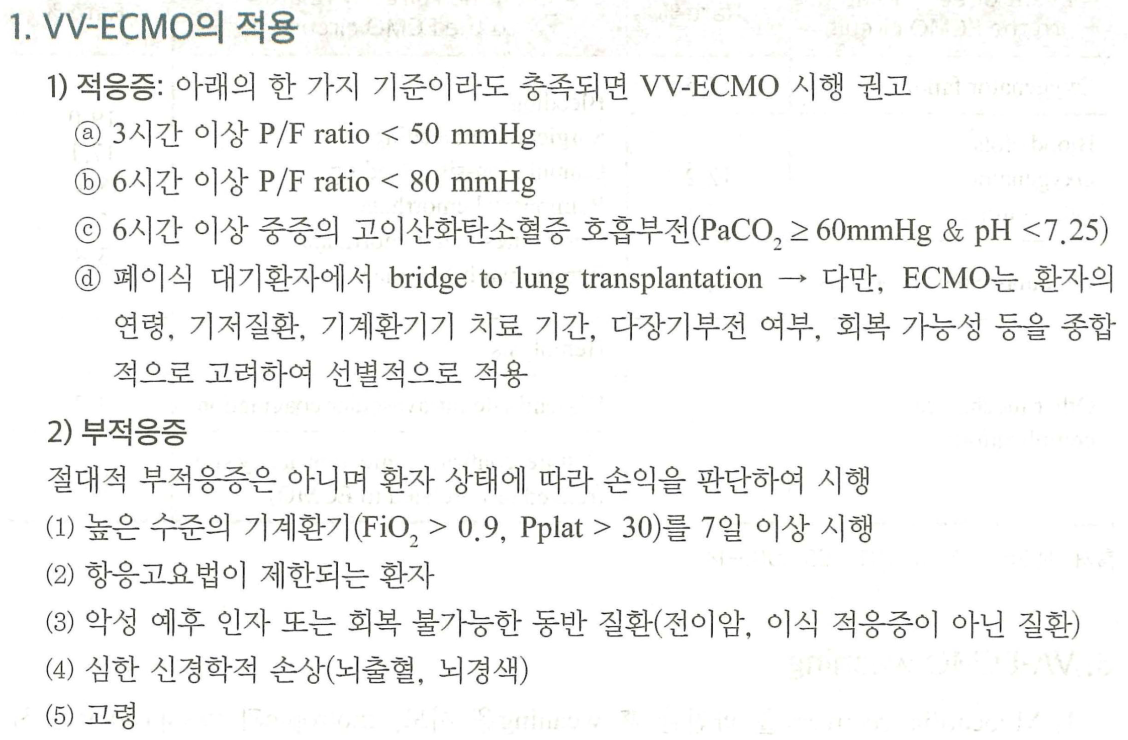 1. VV-ECMO의 적용
1) 적응증: 아래의 한 가지 기준이라도 충족되면 VV-ECMO 시행 권고
ⓐ 3시간 이상 P/F ratio < 50 mmHg
ⓑ 6시간 이상 P/F ratio < 80 mmHg
ⓒ 6시간 이상 중증의 고이산화탄소혈증 호흡부전(PaCO₂ ≥ 60mmHg & pH <7.25)
ⓓ 폐이식 대기환자에서 bridge to lung transplantation → 다만, ECMO는 환자의
연령, 기저질환, 기계환기기 치료 기간, 다장기부전 여부, 회복 가능성 등을 종합
적으로 고려하여 선별적으로 적용
2) 부적응증
절대적 부적응증은 아니며 환자 상태에 따라 손익을 판단하여 시행
(1) 높은 수준의 기계환기(FiO₂ > 0.9, Pplat > 30)를 7일 이상 시행
(2) 항응고요법이 제한되는 환자
(3) 악성 예후 인자 또는 회복 불가능한 동반 질환(전이암, 이식 적응증이 아닌 질환)
(4) 심한 신경학적 손상(뇌출혈, 뇌경색)
(5) 고령